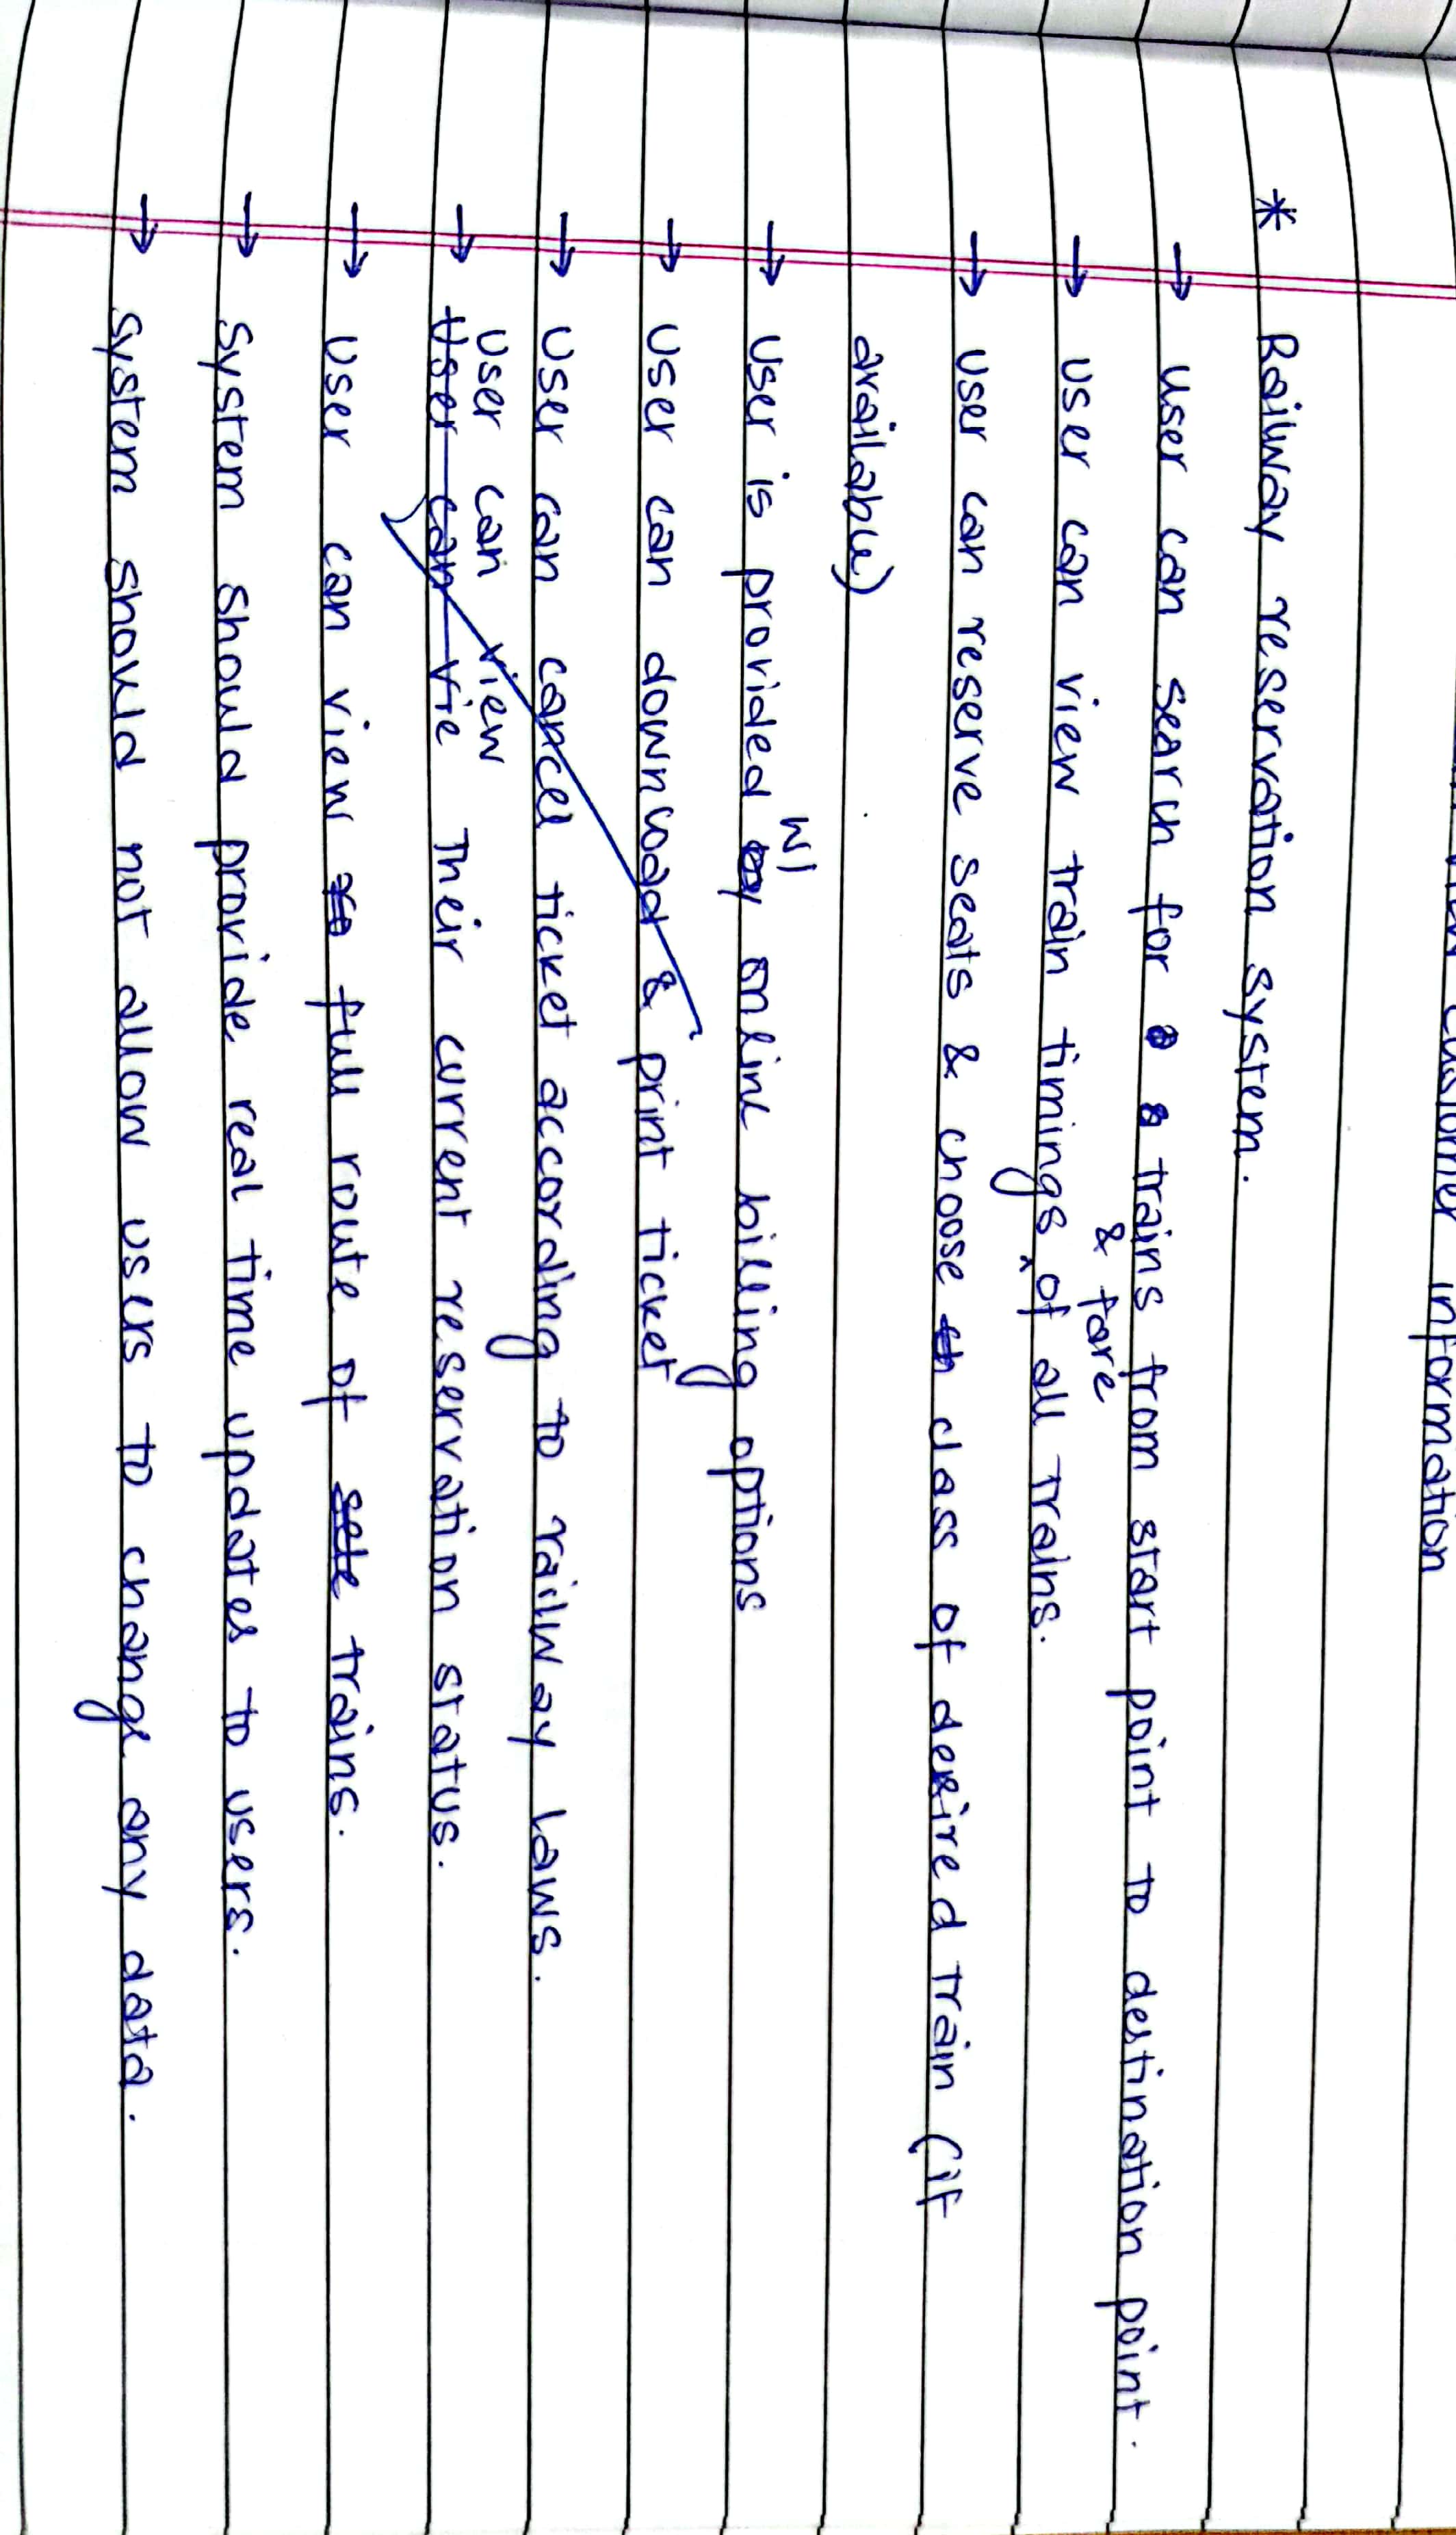 customer information
* Railway reservation system.
→ User can search for trains from start point to destination point.
& fare
→ User can view train timings ^ of all trains.
→ User can reserve seats & choose class of desired train (if
available)
w/
→ User is provided online billing options
→ User can download & print ticket
→ User can cancel ticket according to railway laws.
User can view
→ User can vie Their current reservation status.
→ User can view full route of trains.
→ System should provide real time updates to users.
→ System should not allow users to change any data.